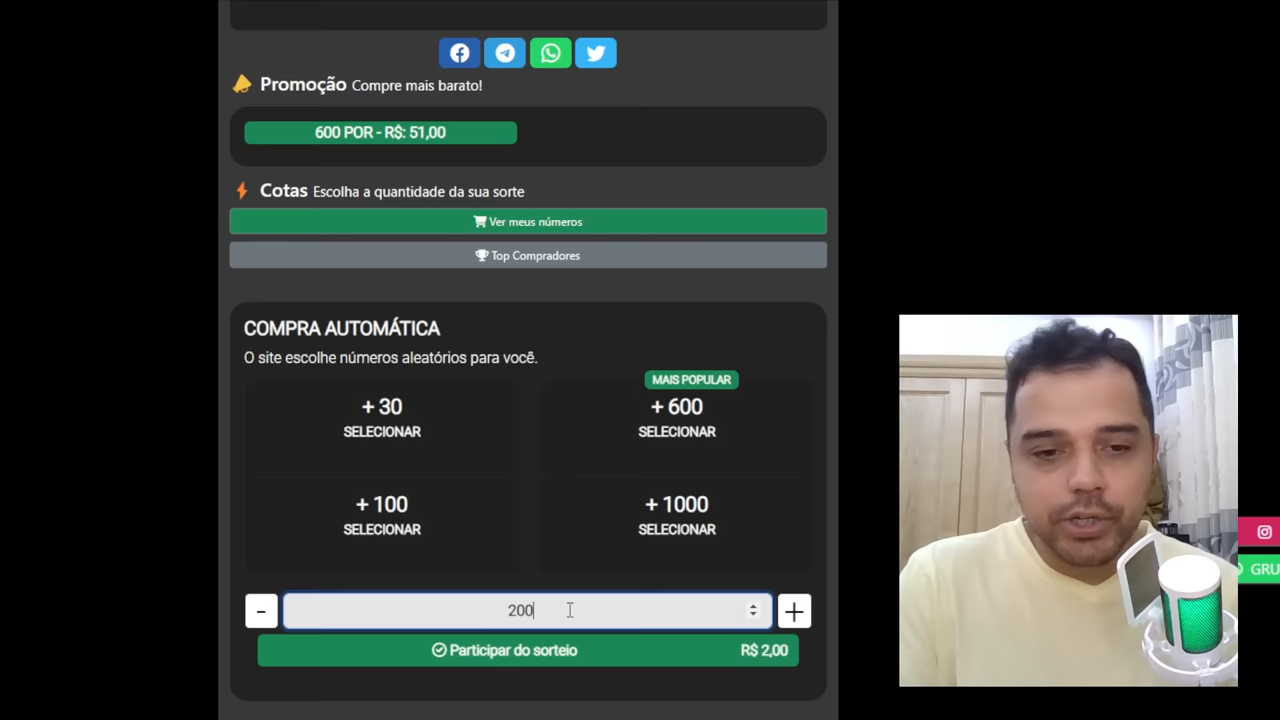 Promoção Compre mais barato!
600 POR - R$: 51,00
Cotas Escolha a quantidade da sua sorte
Ver meus números
Top Compradores
COMPRA AUTOMÁTICA
O site escolhe números aleatórios para você.
MAIS POPULAR
+ 30
SELECIONAR
+ 600
SELECIONAR
+ 100
SELECIONAR
+ 1000
SELECIONAR
- 200 +
Participar do sorteio R$ 2,00
GRU